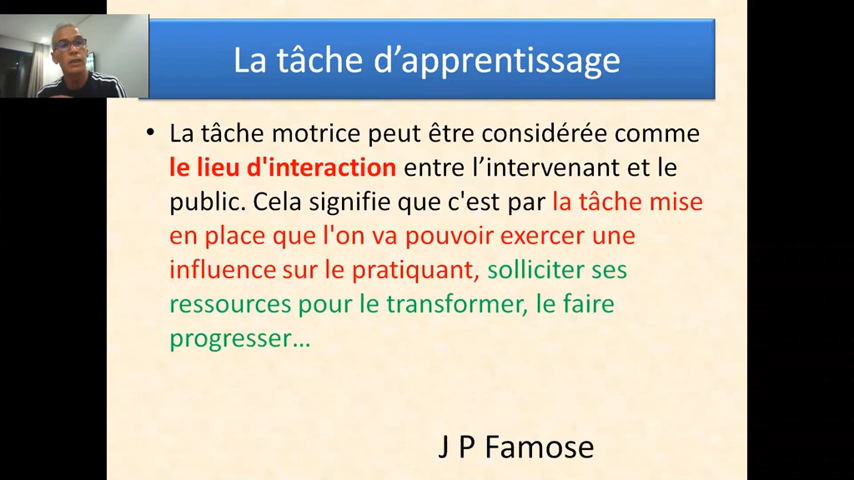 La tâche d’apprentissage
• La tâche motrice peut être considérée comme
le lieu d'interaction entre l’intervenant et le
public. Cela signifie que c'est par la tâche mise
en place que l'on va pouvoir exercer une
influence sur le pratiquant, solliciter ses
ressources pour le transformer, le faire
progresser…
J P Famose